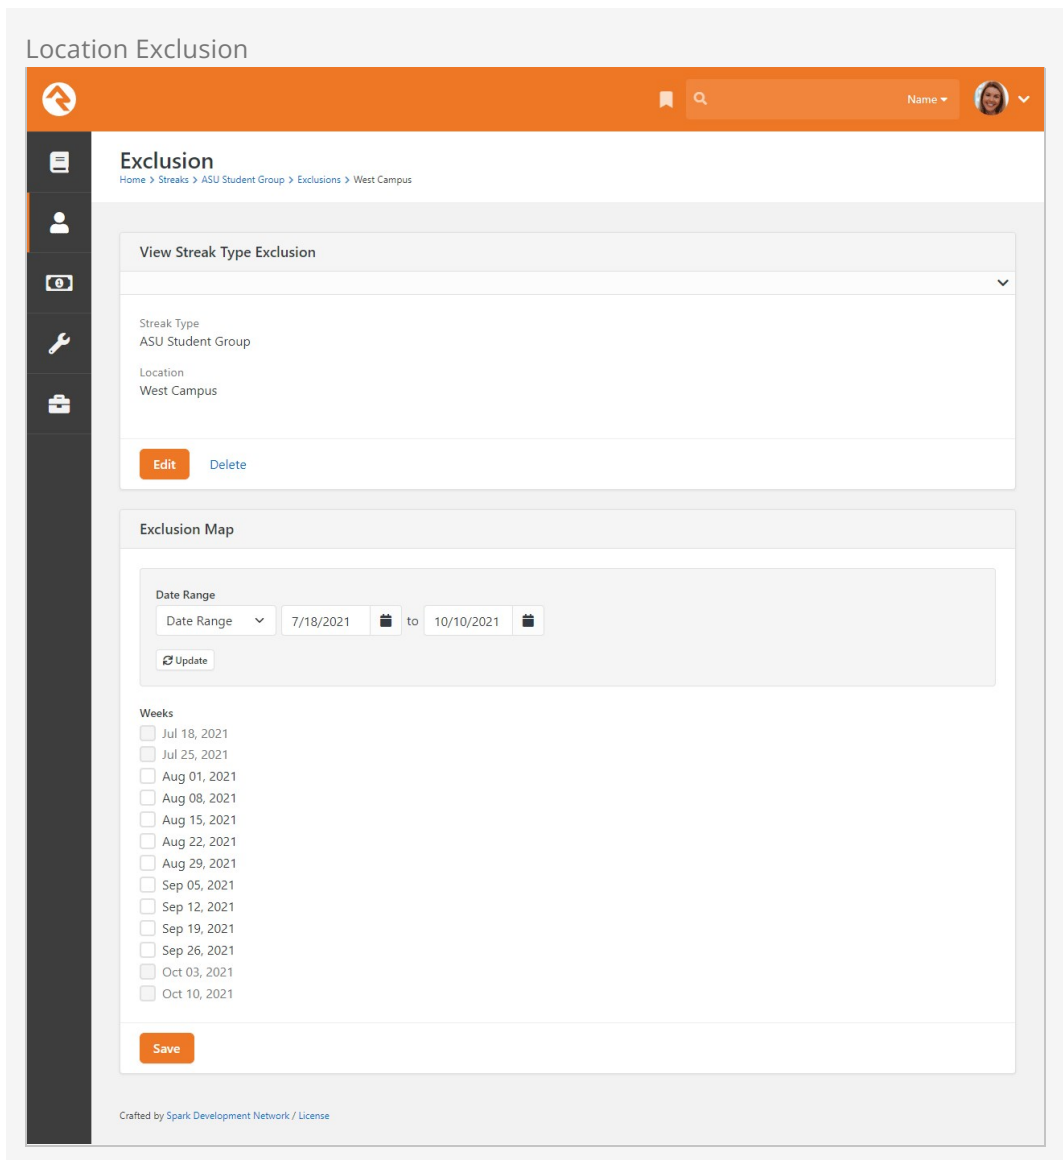 Location Exclusion
Name
Exclusion
Home > Streaks > ASU Student Group > Exclusions > West Campus
View Streak Type Exclusion
Streak Type
ASU Student Group
Location
West Campus
Edit Delete
Exclusion Map
Date Range
Date Range 7/18/2021 to 10/10/2021
Update
Weeks
Jul 18, 2021
Jul 25, 2021
Aug 01, 2021
Aug 08, 2021
Aug 15, 2021
Aug 22, 2021
Aug 29, 2021
Sep 05, 2021
Sep 12, 2021
Sep 19, 2021
Sep 26, 2021
Oct 03, 2021
Oct 10, 2021
Save
Crafted by Spark Development Network / License